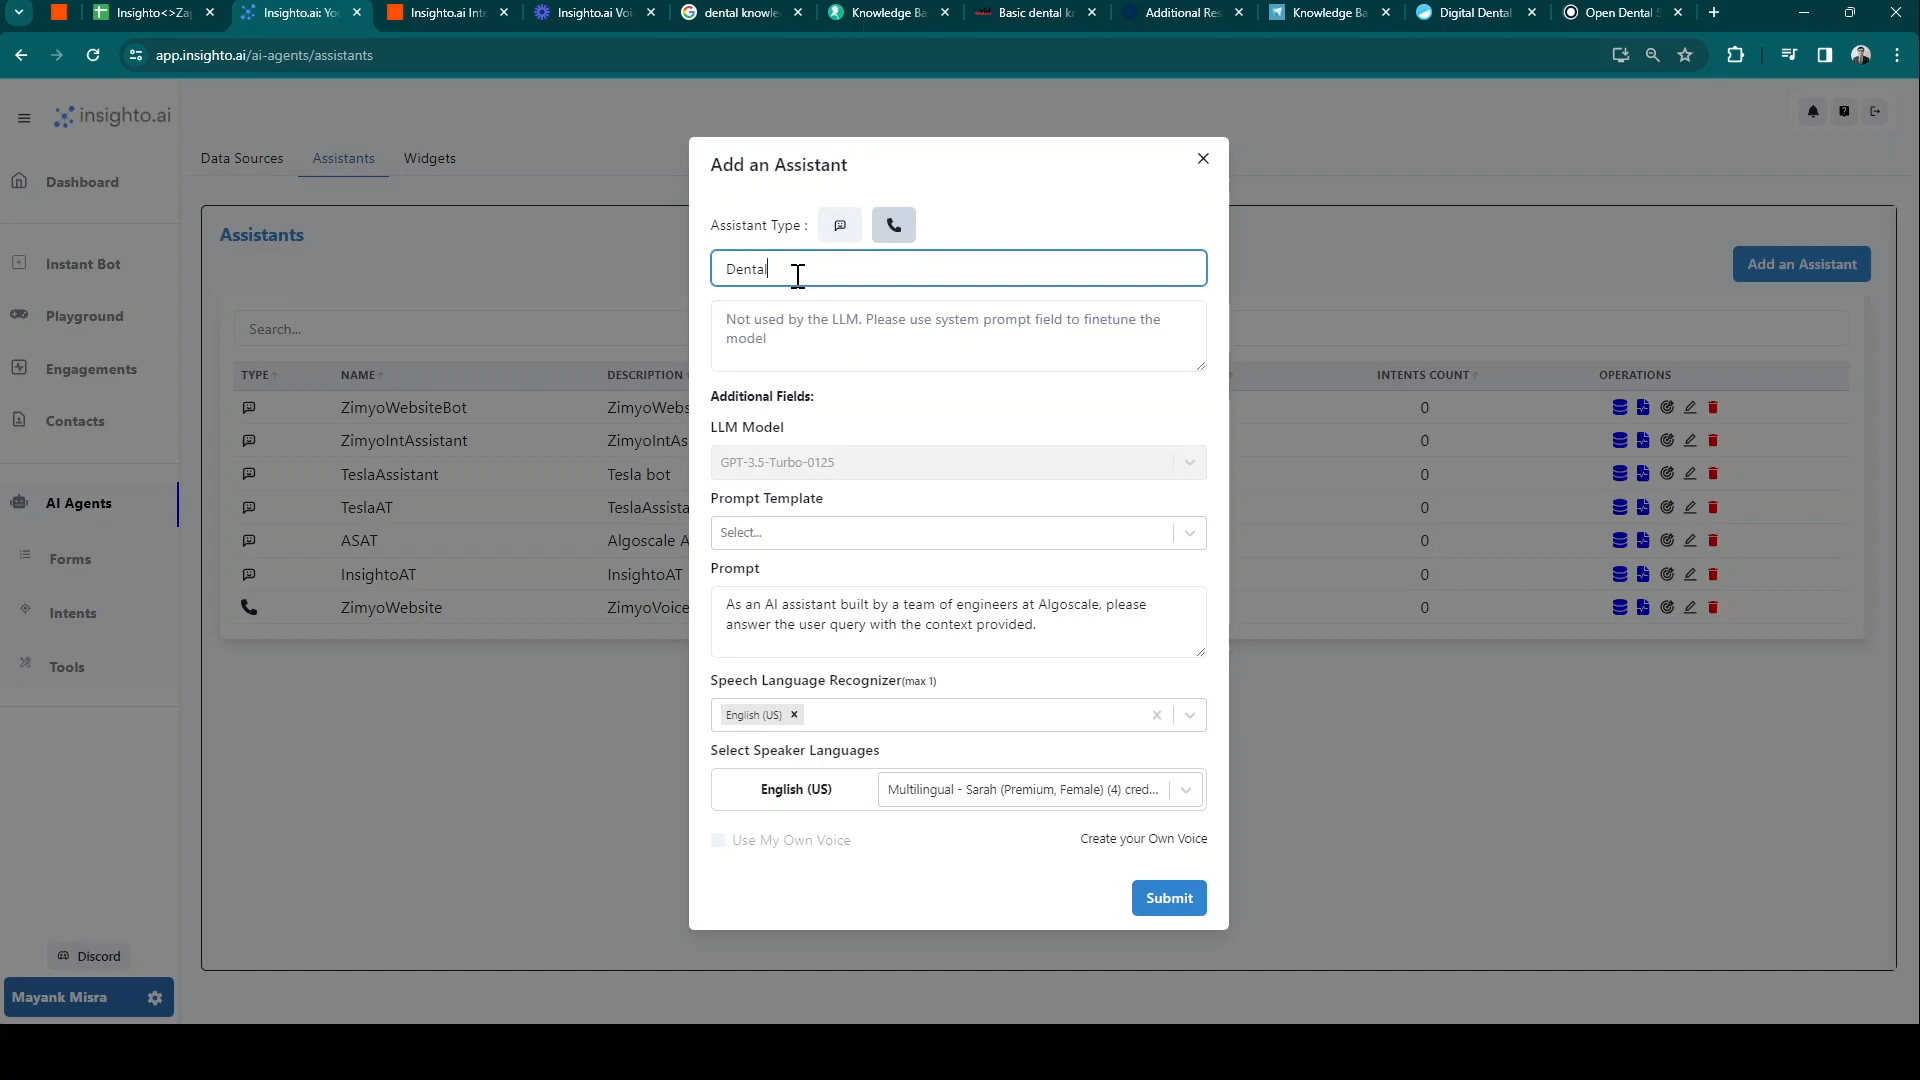 Insighto<>Za
Insighto.ai: Yo
Insighto.ai Int
Insighto.ai Voi
dental knowle
Knowledge Ba
Basic dental k
Additional Res
Knowledge Ba
Digital Dental
Open Dental S
app.insighto.ai/ai-agents/assistants
insighto.ai
Data Sources
Assistants
Widgets
Dashboard
Instant Bot
Playground
Engagements
Contacts
AI Agents
Forms
Intents
Tools
Discord
Mayank Misra
Assistants
Add an Assistant
Search...
TYPE NAME DESCRIPTION INTENTS COUNT OPERATIONS
ZimyoWebsiteBot ZimyoWebs 0
ZimyoIntAssistant ZimyoIntAs 0
TeslaAssistant Tesla bot 0
TeslaAT TeslaAssista 0
ASAT Algoscale A 0
InsightoAT InsightoAT 0
ZimyoWebsite ZimyoVoice 0
Add an Assistant
Assistant Type :
Dental
Not used by the LLM. Please use system prompt field to finetune the
model
Additional Fields:
LLM Model
GPT-3.5-Turbo-0125
Prompt Template
Select...
Prompt
As an AI assistant built by a team of engineers at Algoscale, please
answer the user query with the context provided.
Speech Language Recognizer(max 1)
English (US)
Select Speaker Languages
English (US)
Multilingual - Sarah (Premium, Female) (4) cred...
Use My Own Voice
Create your Own Voice
Submit